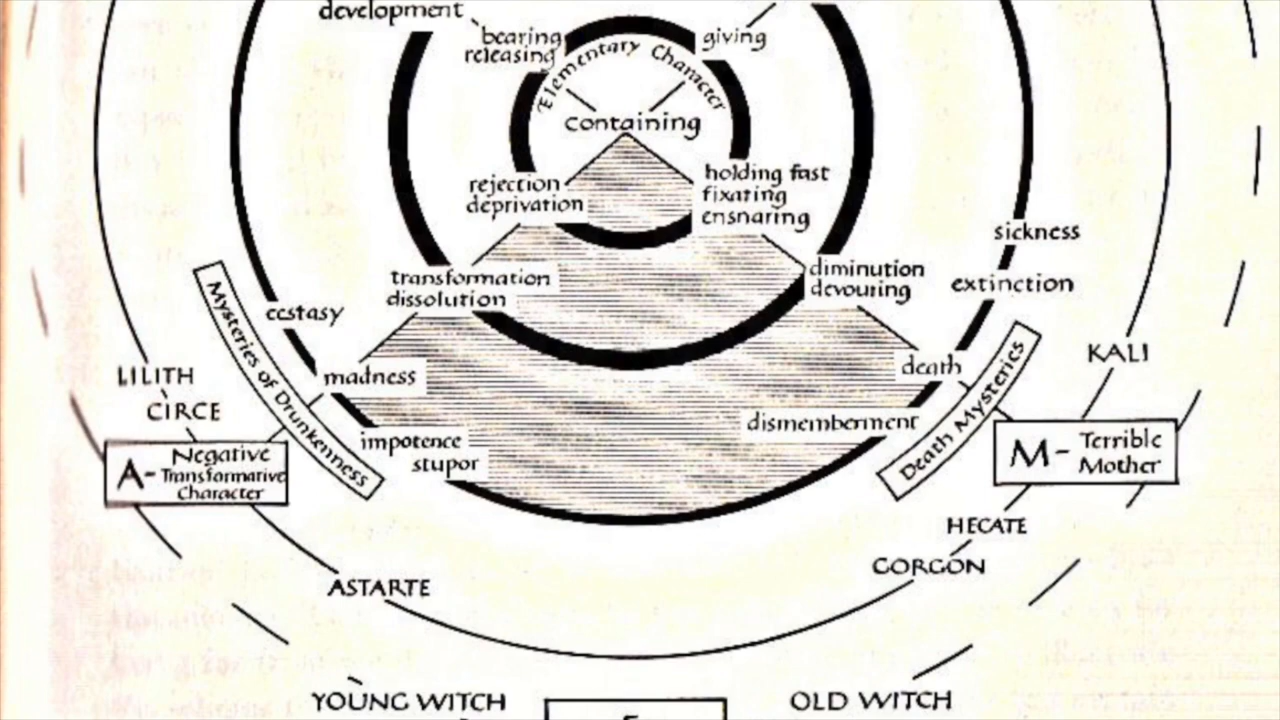 development
bearing
releasing
giving
Elementary Character
containing
rejection
deprivation
holding fast
fixating
ensnaring
sickness
transformation
dissolution
diminution
devouring
extinction
ecstasy
Mysteries of Drunkenness
madness
death
Death Mysteries
KALI
LILITH
CIRCE
impotence
stupor
dismemberment
A- Negative
Transformative
Character
M- Terrible
Mother
HECATE
GORGON
ASTARTE
YOUNG WITCH
OLD WITCH